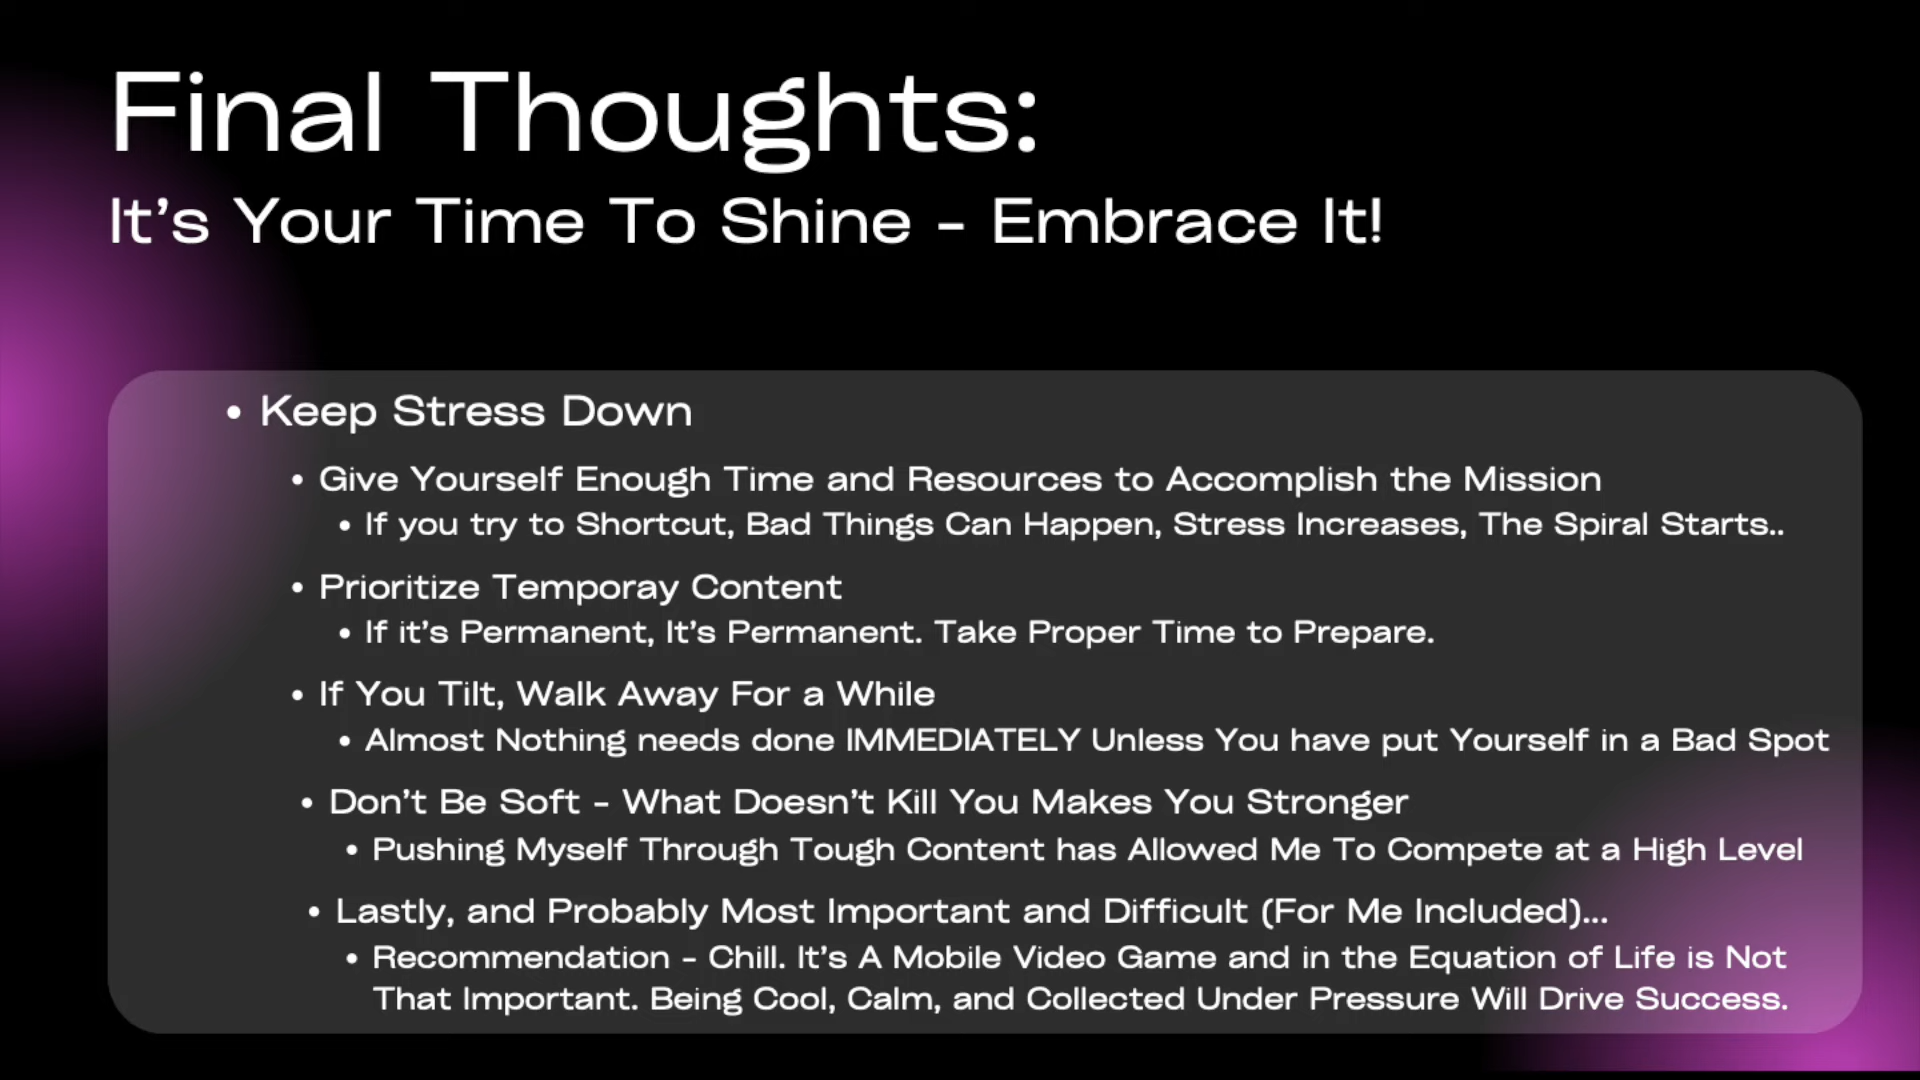 Final Thoughts:
It's Your Time To Shine - Embrace It!
• Keep Stress Down
• Give Yourself Enough Time and Resources to Accomplish the Mission
• If you try to Shortcut, Bad Things Can Happen, Stress Increases, The Spiral Starts..
• Prioritize Temporay Content
• If it's Permanent, It's Permanent. Take Proper Time to Prepare.
• If You Tilt, Walk Away For a While
• Almost Nothing needs done IMMEDIATELY Unless You have put Yourself in a Bad Spot
• Don't Be Soft - What Doesn't Kill You Makes You Stronger
• Pushing Myself Through Tough Content has Allowed Me To Compete at a High Level
• Lastly, and Probably Most Important and Difficult (For Me Included)...
• Recommendation - Chill. It's A Mobile Video Game and in the Equation of Life is Not
That Important. Being Cool, Calm, and Collected Under Pressure Will Drive Success.